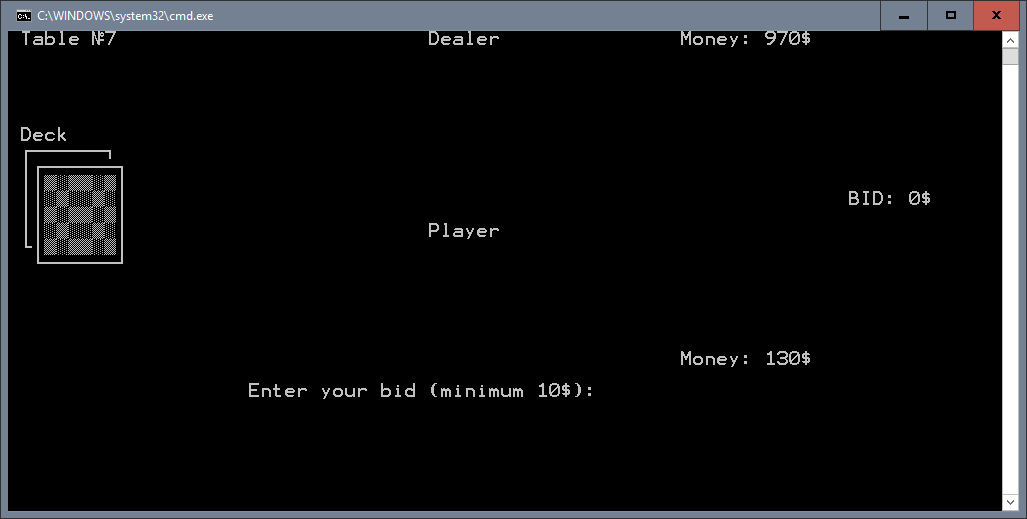 C:\WINDOWS\system32\cmd.exe
Table №7 Dealer Money: 970$
Deck
BID: 0$
Player
Money: 130$
Enter your bid (minimum 10$):